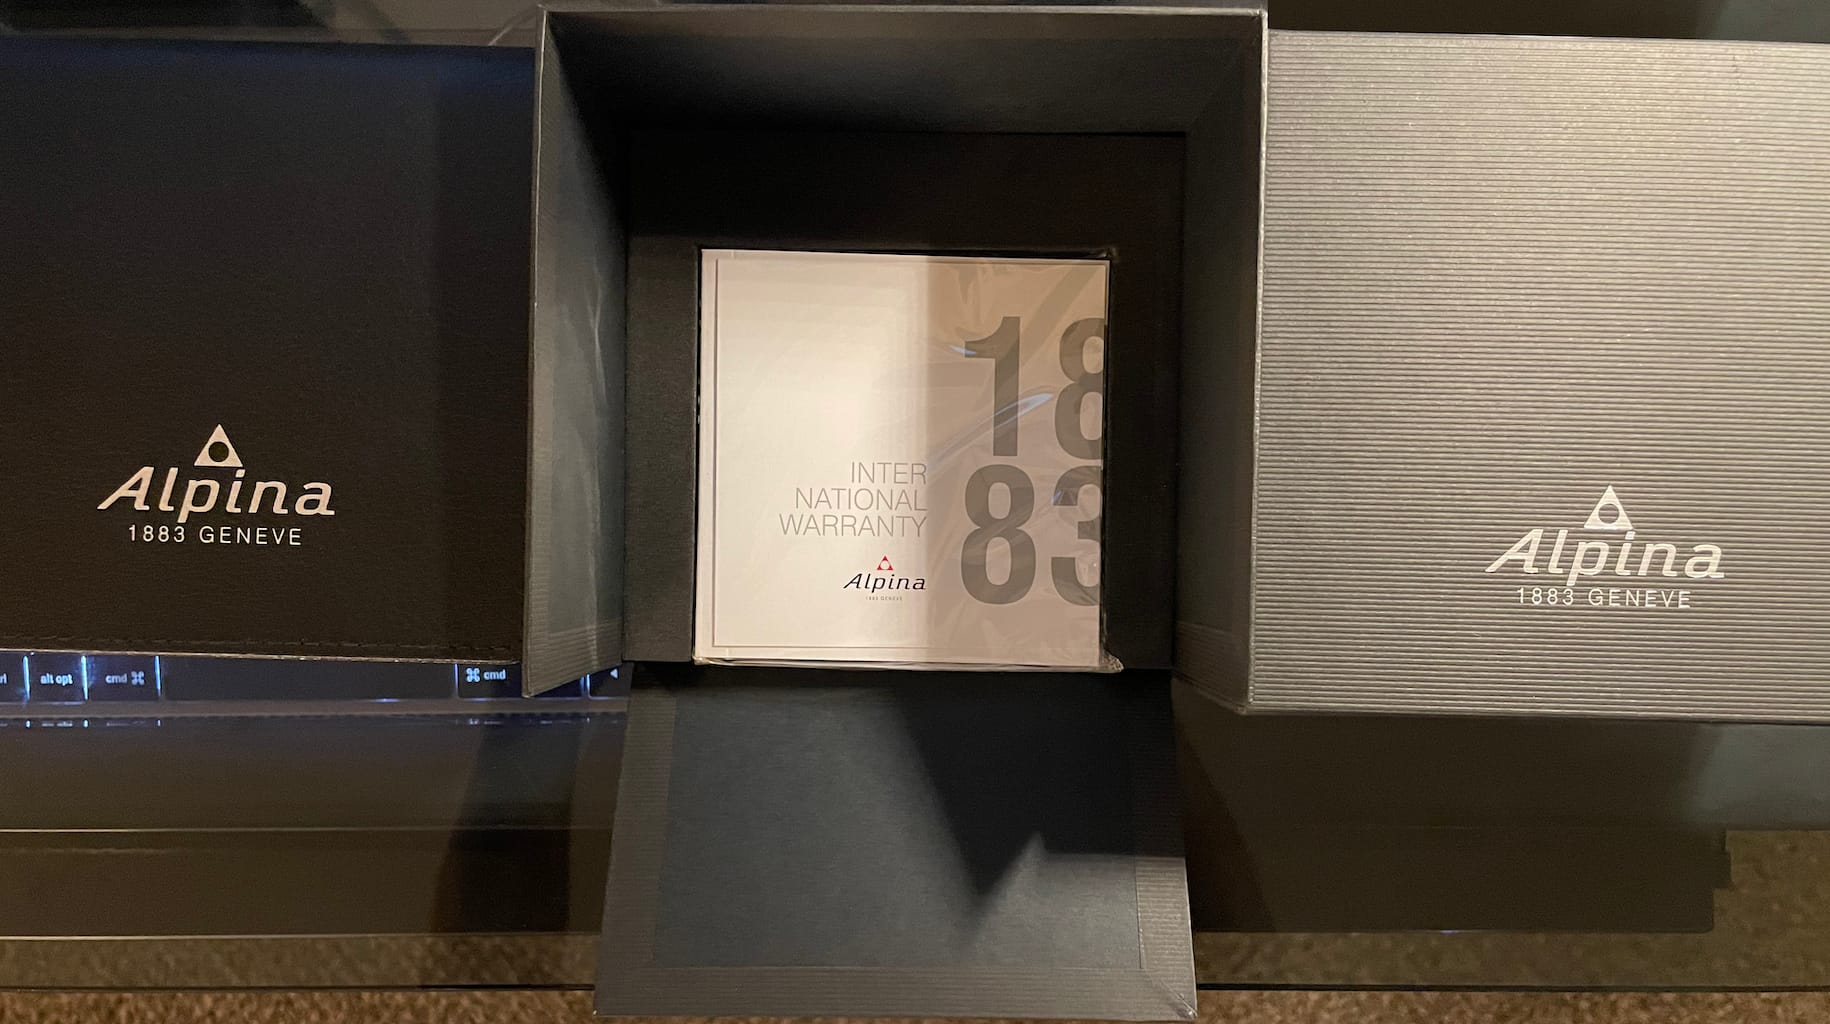 Alpina
1883 GENEVE
INTER
NATIONAL
WARRANTY
Alpina
1883 GENEVE
18
83
Alpina
1883 GENEVE
alt opt
cmd ⌘
⌘ cmd